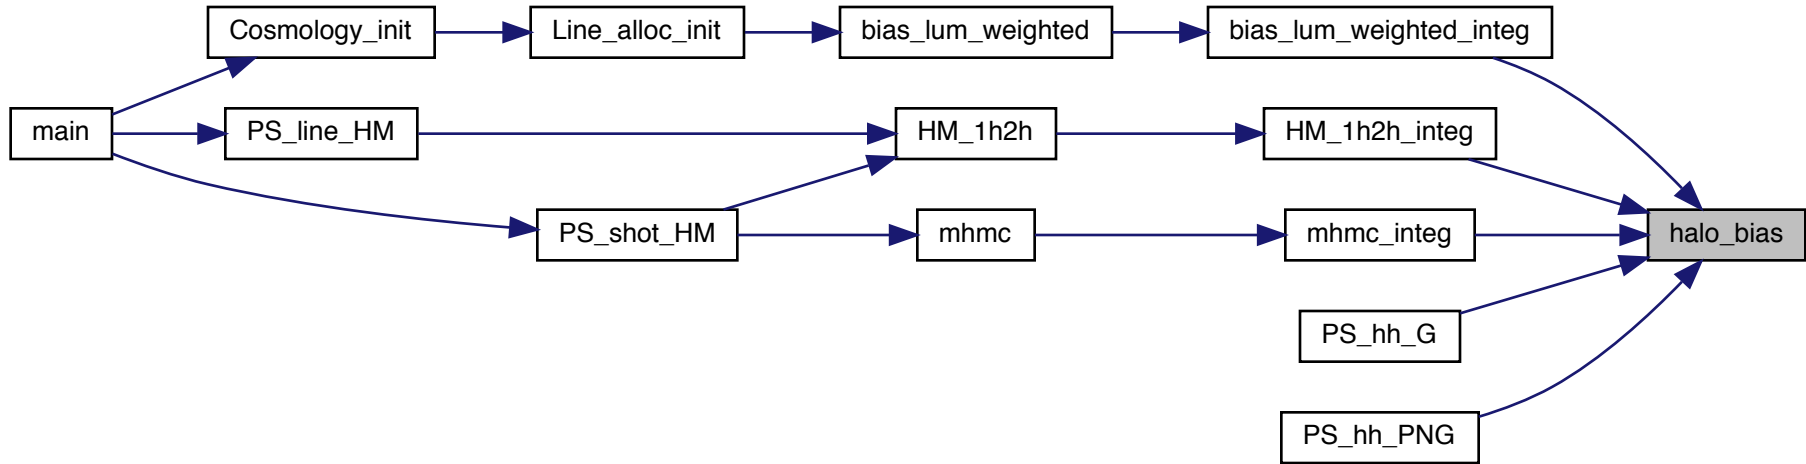 Cosmology_init
Line_alloc_init
bias_lum_weighted
bias_lum_weighted_integ
main
PS_line_HM
HM_1h2h
HM_1h2h_integ
PS_shot_HM
mhmc
mhmc_integ
halo_bias
PS_hh_G
PS_hh_PNG